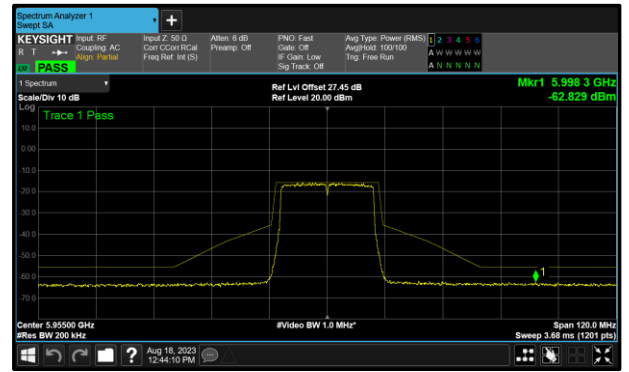 Spectrum Analyzer 1
Swept SA
KEYSIGHT Input: RF
R T Coupling: AC
Align: Partial
PASS
Input Z: 50 Ω
Corr CCorr RCal
Freq Ref: Int (S)
Atten: 6 dB
Preamp: Off
PNO: Fast
Gate: Off
IF Gain: Low
Sig Track: Off
Avg Type: Power (RMS)
Avg|Hold: 100/100
Trig: Free Run
1 2 3 4 5 6
A W W W W W
A N N N N N
1 Spectrum
Scale/Div 10 dB
Ref Lvl Offset 27.45 dB
Ref Level 20.00 dBm
Mkr1 5.998 3 GHz
-62.829 dBm
Log
Trace 1 Pass
10.0
0.00
-10.0
-20.0
-30.0
-40.0
-50.0
-60.0
-70.0
1
Center 5.95500 GHz
#Res BW 200 kHz
#Video BW 1.0 MHz*
Span 120.0 MHz
Sweep 3.68 ms (1201 pts)
? Aug 18, 2023
12:44:10 PM